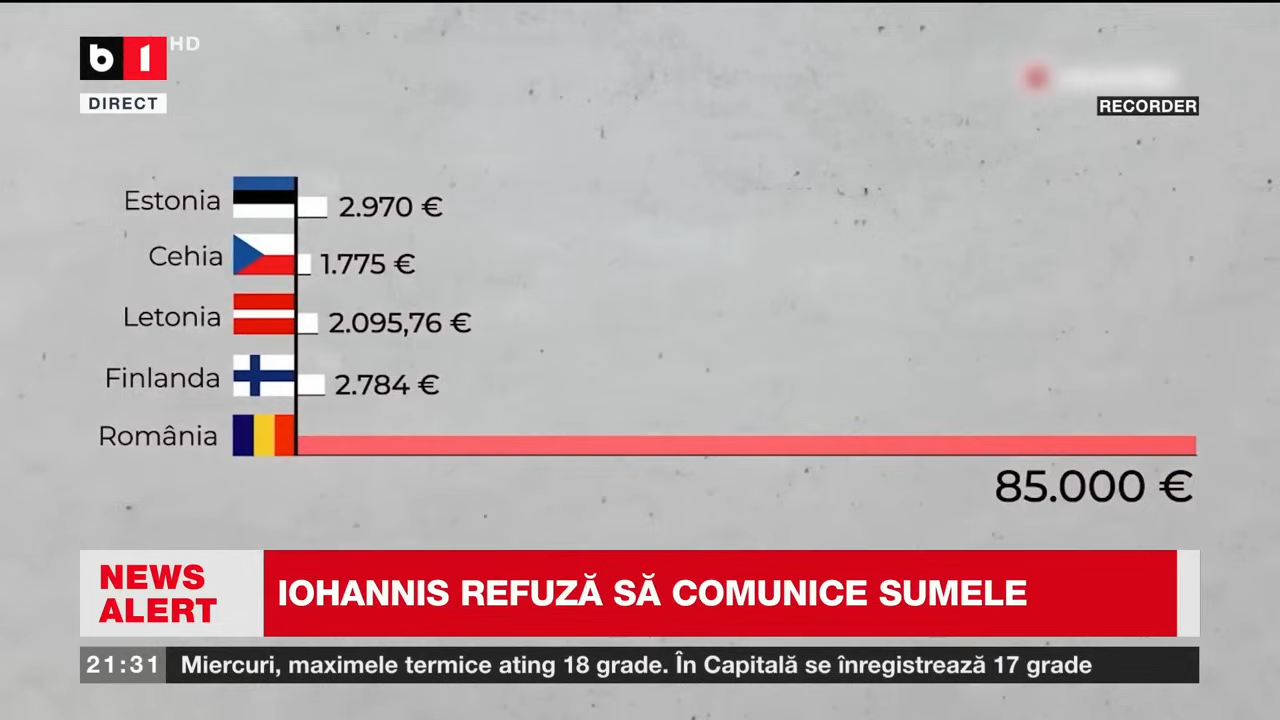 b1 HD
DIRECT
RECORDER
Estonia 2.970 €
Cehia 1.775 €
Letonia 2.095,76 €
Finlanda 2.784 €
România
85.000 €
NEWS
ALERT
IOHANNIS REFUZĂ SĂ COMUNICE SUMELE
21:31 Miercuri, maximele termice ating 18 grade. În Capitală se înregistrează 17 grade